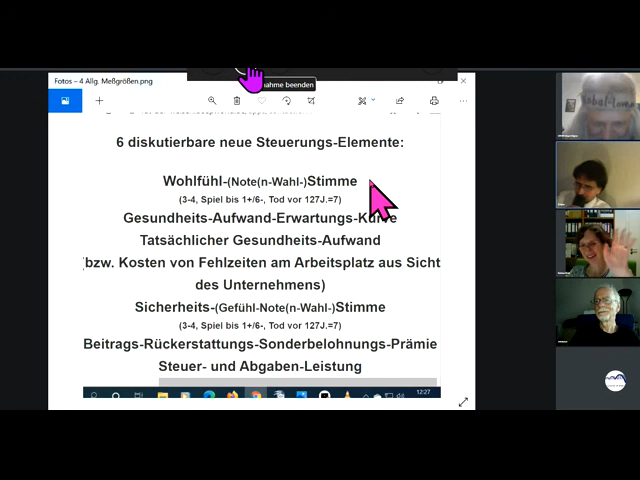 Fotos – 4 Allg. Meßgrößen.png
nahme beenden
6 diskutierbare neue Steuerungs-Elemente:
Wohlfühl-(Note(n-Wahl-)Stimme
(3-4, Spiel bis 1+/6-, Tod vor 127J.=7)
Gesundheits-Aufwand-Erwartungs-Kurve
Tatsächlicher Gesundheits-Aufwand
(bzw. Kosten von Fehlzeiten am Arbeitsplatz aus Sicht
des Unternehmens)
Sicherheits-(Gefühl-Note(n-Wahl-)Stimme
(3-4, Spiel bis 1+/6-, Tod vor 127J.=7)
Beitrags-Rückerstattungs-Sonderbelohnungs-Prämie
Steuer- und Abgaben-Leistung
12:27